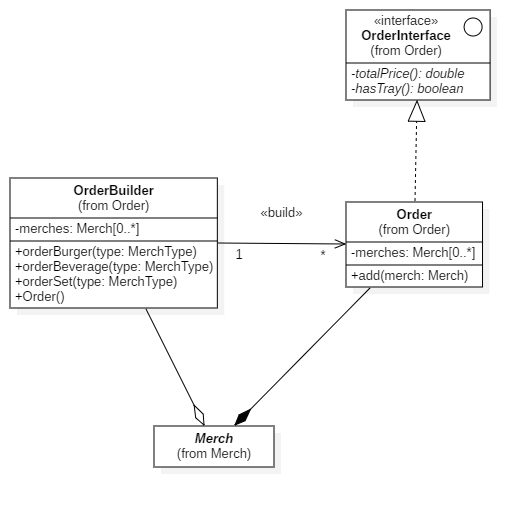 «interface»
OrderInterface
(from Order)
-totalPrice(): double
-hasTray(): boolean
OrderBuilder
(from Order)
-merches: Merch[0..*]
+orderBurger(type: MerchType)
+orderBeverage(type: MerchType)
+orderSet(type: MerchType)
+Order()
«build»
1
*
Order
(from Order)
-merches: Merch[0..*]
+add(merch: Merch)
Merch
(from Merch)